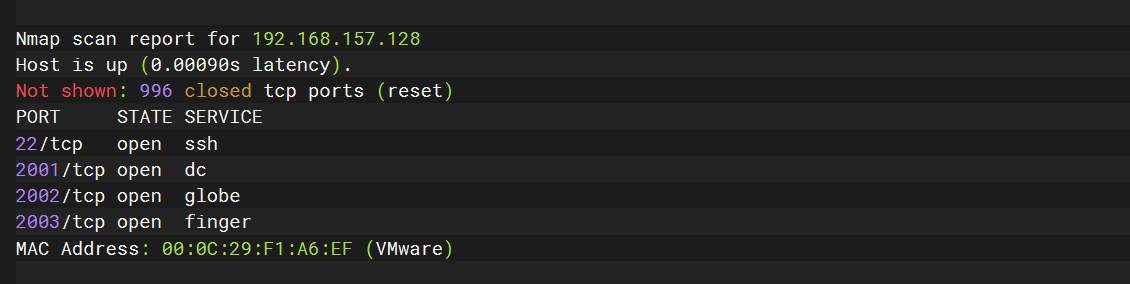 Nmap scan report for 192.168.157.128
Host is up (0.00090s latency).
Not shown: 996 closed tcp ports (reset)
PORT     STATE SERVICE
22/tcp   open  ssh
2001/tcp open  dc
2002/tcp open  globe
2003/tcp open  finger
MAC Address: 00:0C:29:F1:A6:EF (VMware)